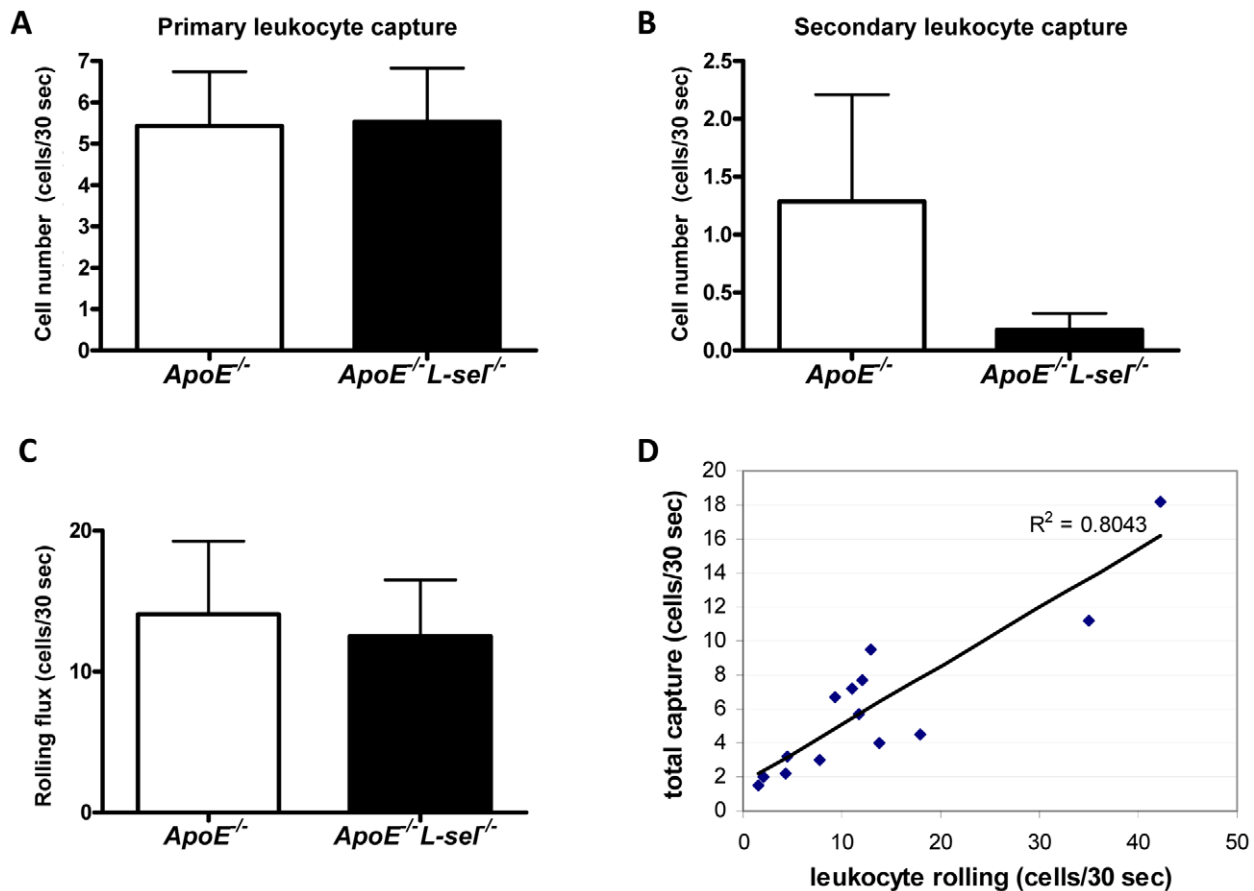 A
Primary leukocyte capture
Cell number (cells/30 sec)
7
6
5
4
3
2
1
0
ApoE-/-
ApoE-/-L-sel-/-
B
Secondary leukocyte capture
Cell number (cells/30 sec)
2.5
2.0
1.5
1.0
0.5
0.0
ApoE-/-
ApoE-/-L-sel-/-
C
Rolling flux (cells/30 sec)
20
10
0
ApoE-/-
ApoE-/-L-sel-/-
D
total capture (cells/30 sec)
20
18
16
14
12
10
8
6
4
2
0
R² = 0.8043
0 10 20 30 40 50
leukocyte rolling (cells/30 sec)